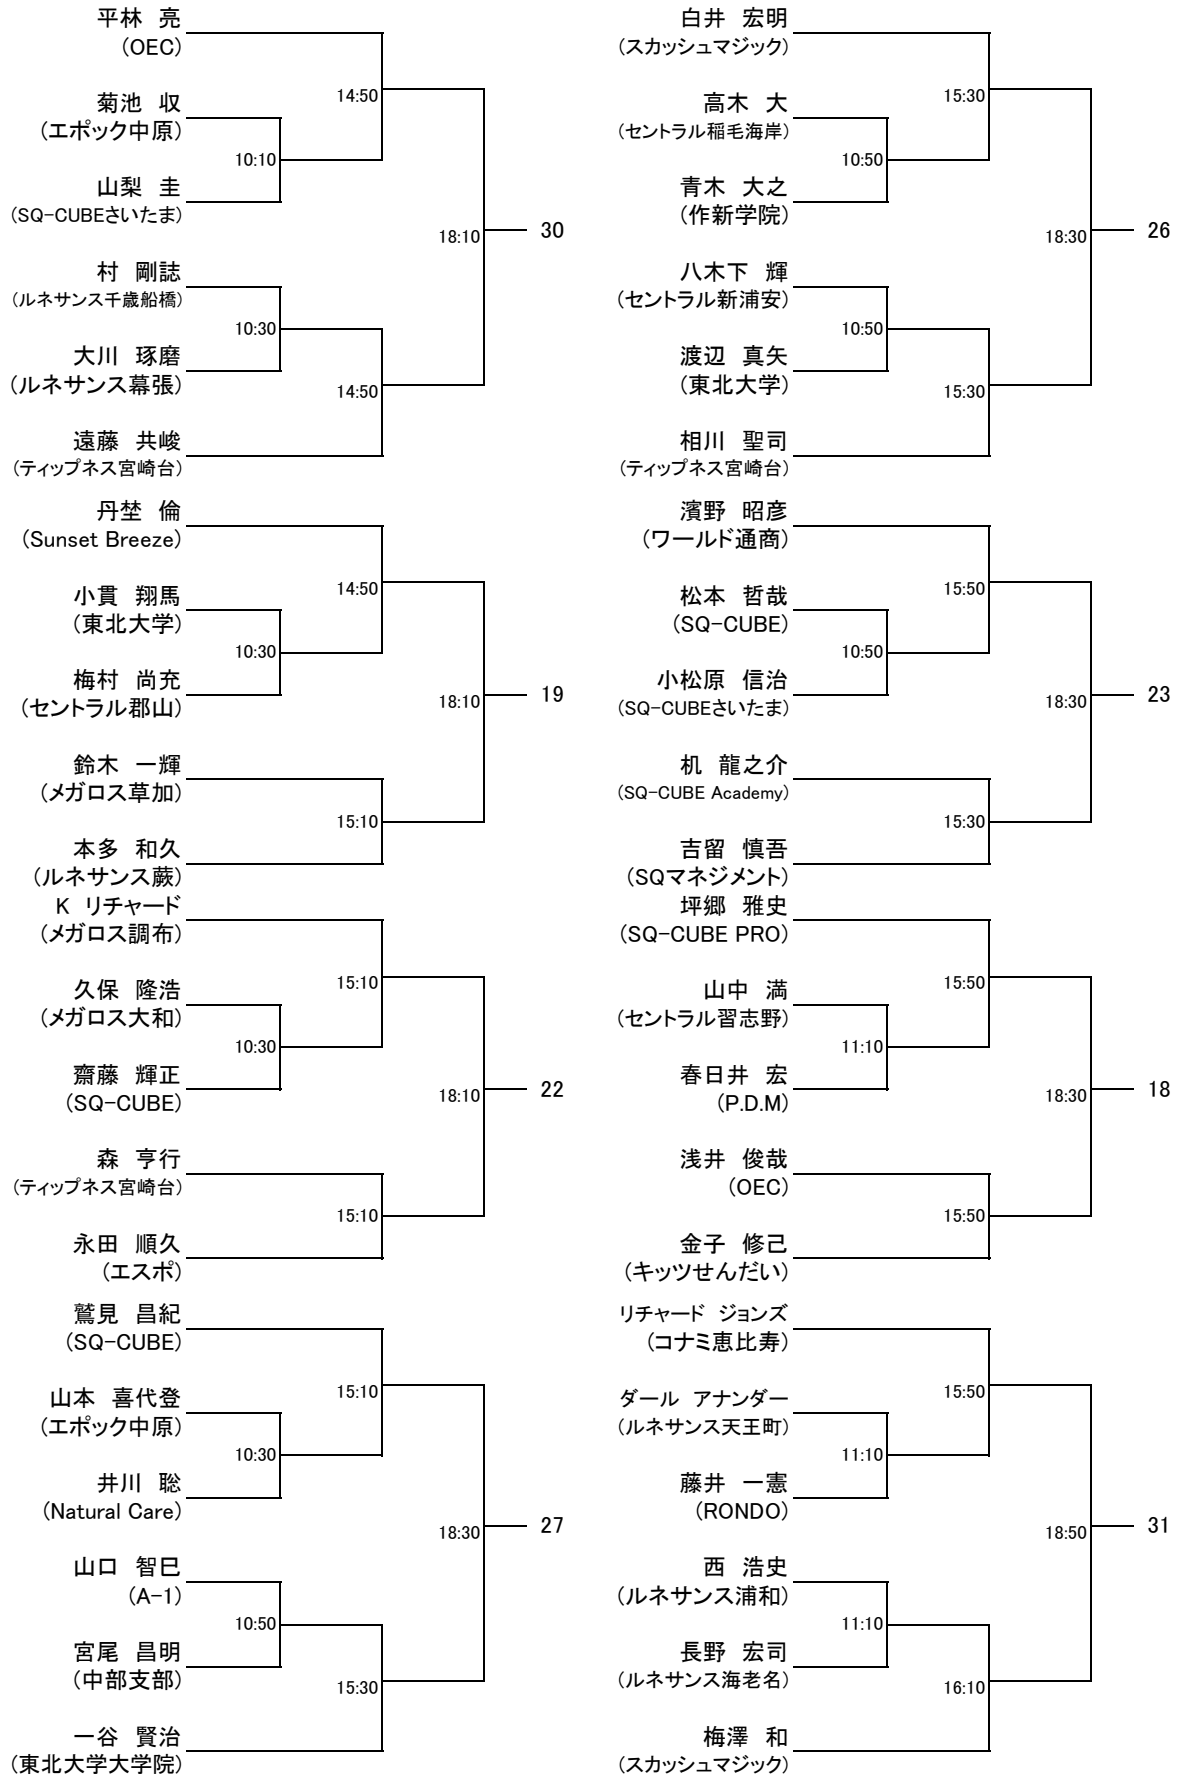 平林 亮
(OEC)
14:50
菊池 収
(エポック中原)
10:10
山梨 圭
(SQ-CUBEさいたま)
18:10
30
村 剛誌
(ルネサンス千歳船橋)
10:30
大川 琢磨
(ルネサンス幕張)
14:50
遠藤 共峻
(ティップネス宮崎台)
丹埜 倫
(Sunset Breeze)
14:50
小貫 翔馬
(東北大学)
10:30
梅村 尚充
(セントラル郡山)
18:10
19
鈴木 一輝
(メガロス草加)
15:10
本多 和久
(ルネサンス蕨)
K リチャード
(メガロス調布)
15:10
久保 隆浩
(メガロス大和)
10:30
齋藤 輝正
(SQ-CUBE)
18:10
22
森 亨行
(ティップネス宮崎台)
15:10
永田 順久
(エスポ)
鷲見 昌紀
(SQ-CUBE)
15:10
山本 喜代登
(エポック中原)
10:30
井川 聡
(Natural Care)
18:30
27
山口 智巳
(A-1)
10:50
宮尾 昌明
(中部支部)
15:30
一谷 賢治
(東北大学大学院)
白井 宏明
(スカッシュマジック)
15:30
高木 大
(セントラル稲毛海岸)
10:50
青木 大之
(作新学院)
18:30
26
八木下 輝
(セントラル新浦安)
10:50
渡辺 真矢
(東北大学)
15:30
相川 聖司
(ティップネス宮崎台)
濱野 昭彦
(ワールド通商)
15:50
松本 哲哉
(SQ-CUBE)
10:50
小松原 信治
(SQ-CUBEさいたま)
18:30
23
机 龍之介
(SQ-CUBE Academy)
15:30
吉留 慎吾
(SQマネジメント)
坪郷 雅史
(SQ-CUBE PRO)
15:50
山中 満
(セントラル習志野)
11:10
春日井 宏
(P.D.M)
18:30
18
浅井 俊哉
(OEC)
15:50
金子 修己
(キッツせんだい)
リチャード ジョンズ
(コナミ恵比寿)
15:50
ダール アナンダー
(ルネサンス天王町)
11:10
藤井 一憲
(RONDO)
18:50
31
西 浩史
(ルネサンス浦和)
11:10
長野 宏司
(ルネサンス海老名)
16:10
梅澤 和
(スカッシュマジック)